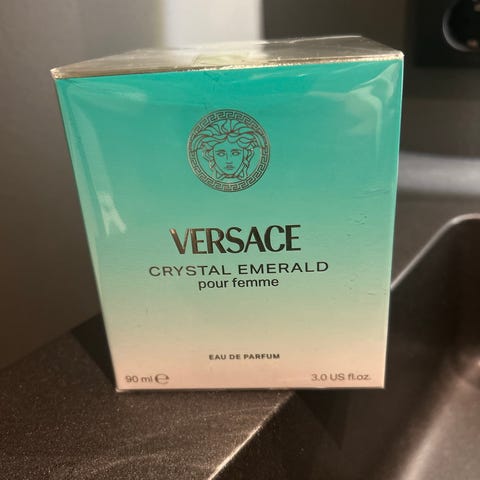 VERSACE
CRYSTAL EMERALD
pour femme
EAU DE PARFUM
90 ml ℮ 3.0 US fl.oz.